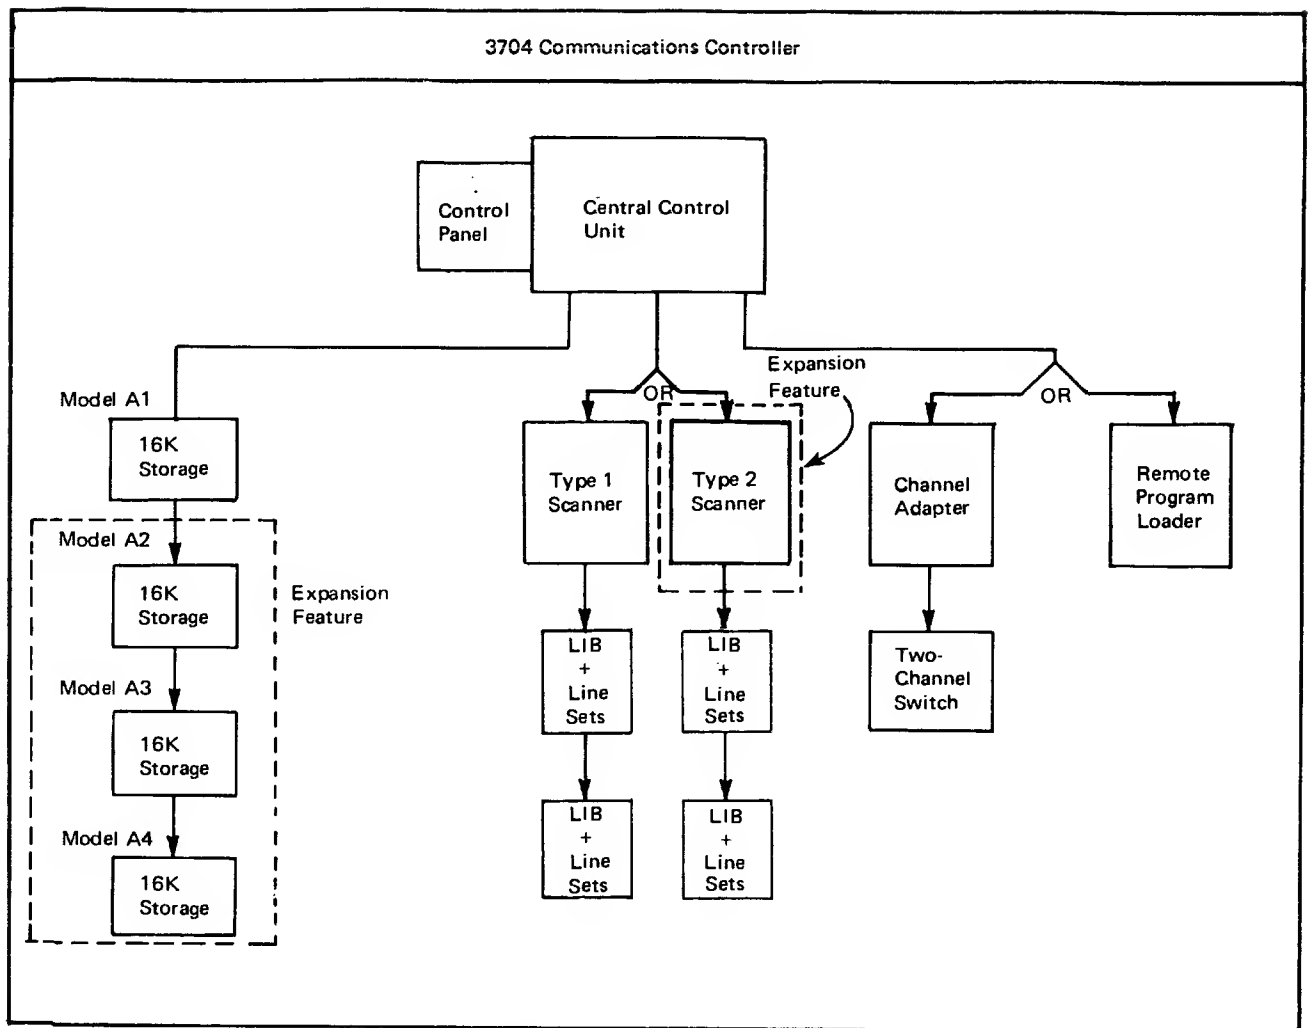 3704 Communications Controller
Control
Panel
Central Control
Unit
Expansion
Feature
OR
OR
Model A1
16K
Storage
Model A2
16K
Storage
Expansion
Feature
Model A3
16K
Storage
Model A4
16K
Storage
Type 1
Scanner
Type 2
Scanner
LIB
+
Line
Sets
LIB
+
Line
Sets
LIB
+
Line
Sets
LIB
+
Line
Sets
Channel
Adapter
Remote
Program
Loader
Two-
Channel
Switch